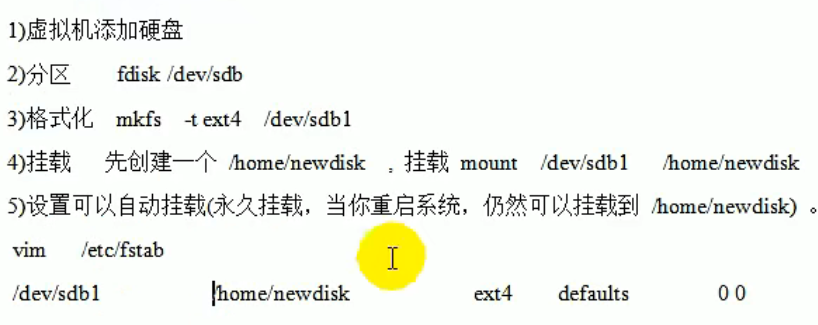 1)虚拟机添加硬盘
2)分区 fdisk /dev/sdb
3)格式化 mkfs -t ext4 /dev/sdb1
4)挂载 先创建一个 /home/newdisk ，挂载 mount /dev/sdb1 /home/newdisk
5)设置可以自动挂载(永久挂载，当你重启系统，仍然可以挂载到 /home/newdisk) 。
vim /etc/fstab
/dev/sdb1 /home/newdisk ext4 defaults 0 0